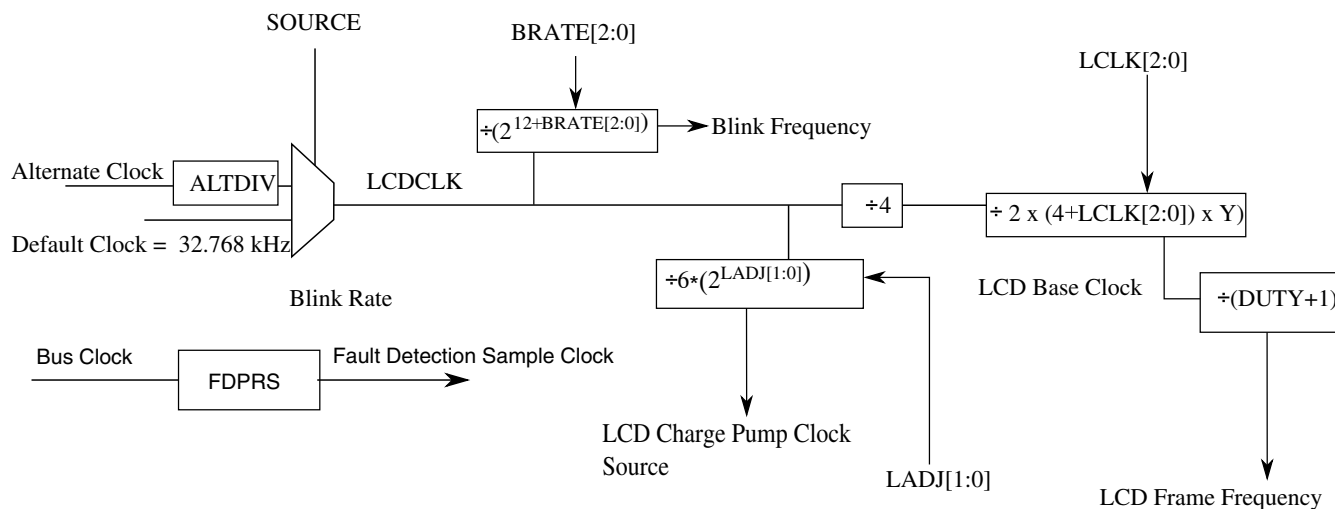 SOURCE
BRATE[2:0]
LCLK[2:0]
÷(2^12+BRATE[2:0])
Blink Frequency
Alternate Clock
ALTDIV
LCDCLK
÷4
÷ 2 x (4+LCLK[2:0]) x Y)
Default Clock = 32.768 kHz
÷6*(2^LADJ[1:0])
LCD Base Clock
÷(DUTY+1)
Blink Rate
Bus Clock
FDPRS
Fault Detection Sample Clock
LCD Charge Pump Clock
Source
LADJ[1:0]
LCD Frame Frequency